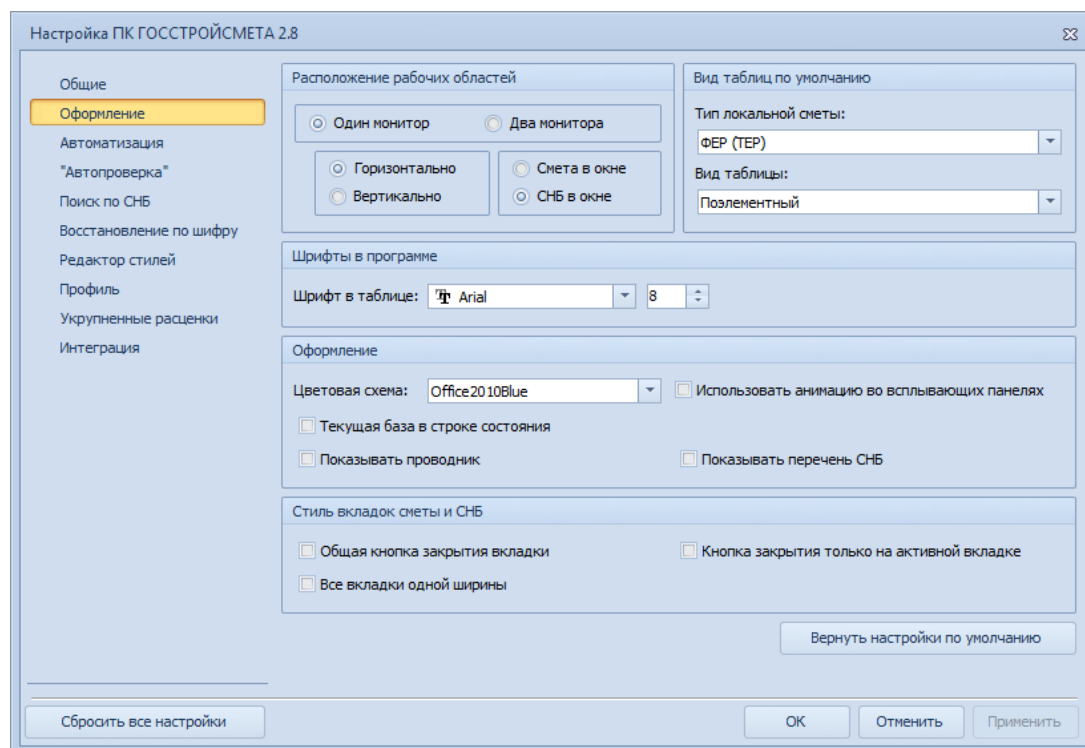 Настройка ПК ГОССТРОЙСМЕТА 2.8
Общие
Оформление
Автоматизация
"Автопроверка"
Поиск по СНБ
Восстановление по шифру
Редактор стилей
Профиль
Укрупненные расценки
Интеграция
Расположение рабочих областей
Один монитор Два монитора
Горизонтально Смета в окне
Вертикально СНБ в окне
Вид таблиц по умолчанию
Тип локальной сметы:
ФЕР (ТЕР)
Вид таблицы:
Поэлементный
Шрифты в программе
Шрифт в таблице: Arial 8
Оформление
Цветовая схема: Office2010Blue Использовать анимацию во всплывающих панелях
Текущая база в строке состояния
Показывать проводник Показывать перечень СНБ
Стиль вкладок сметы и СНБ
Общая кнопка закрытия вкладки Кнопка закрытия только на активной вкладке
Все вкладки одной ширины
Вернуть настройки по умолчанию
Сбросить все настройки ОК Отменить Применить